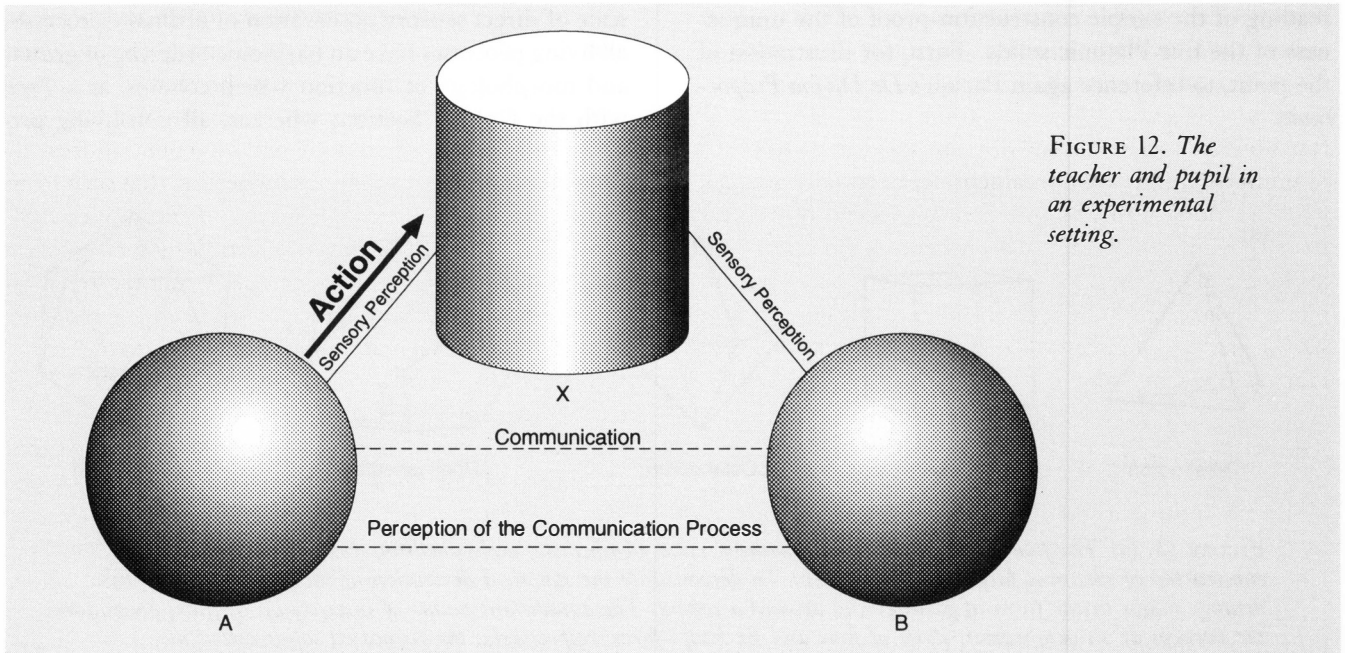 FIGURE 12. The
teacher and pupil in
an experimental
setting.
Action
Sensory Perception
Sensory Perception
X
Communication
Perception of the Communication Process
A
B